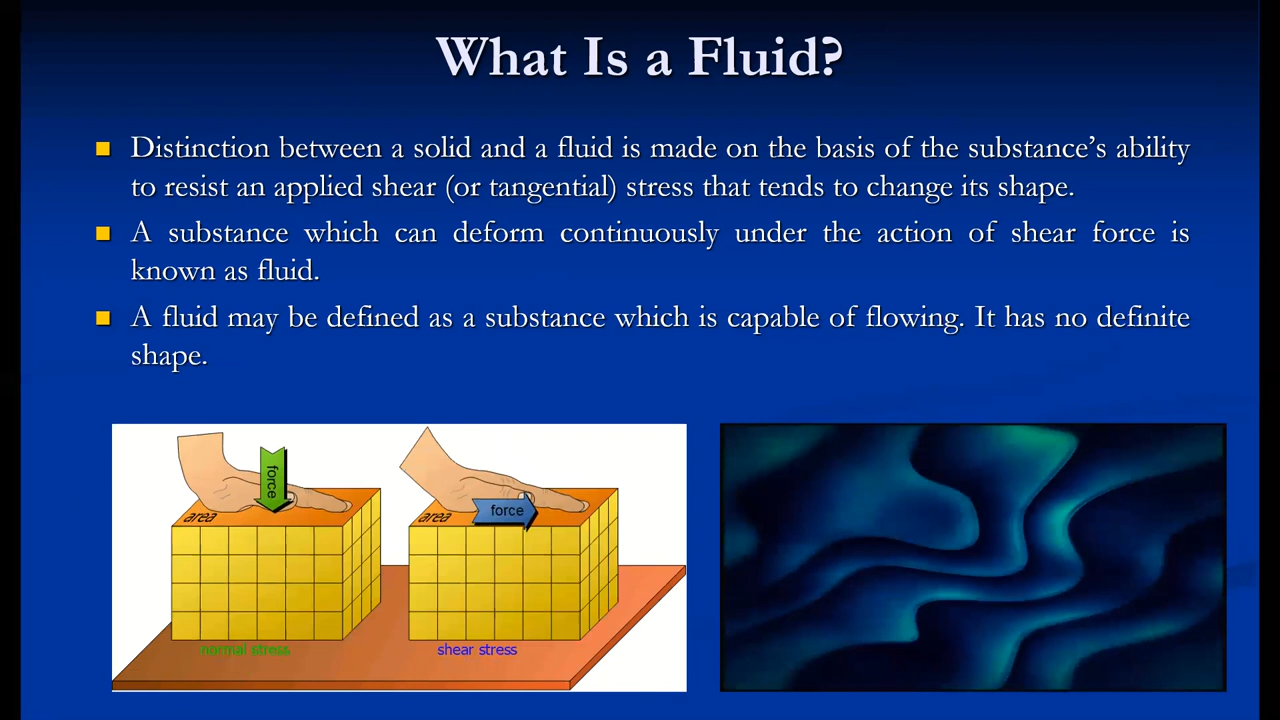 What Is a Fluid?
Distinction between a solid and a fluid is made on the basis of the substance's ability
to resist an applied shear (or tangential) stress that tends to change its shape.
A substance which can deform continuously under the action of shear force is
known as fluid.
A fluid may be defined as a substance which is capable of flowing. It has no definite
shape.
force
area
normal stress
force
area
shear stress